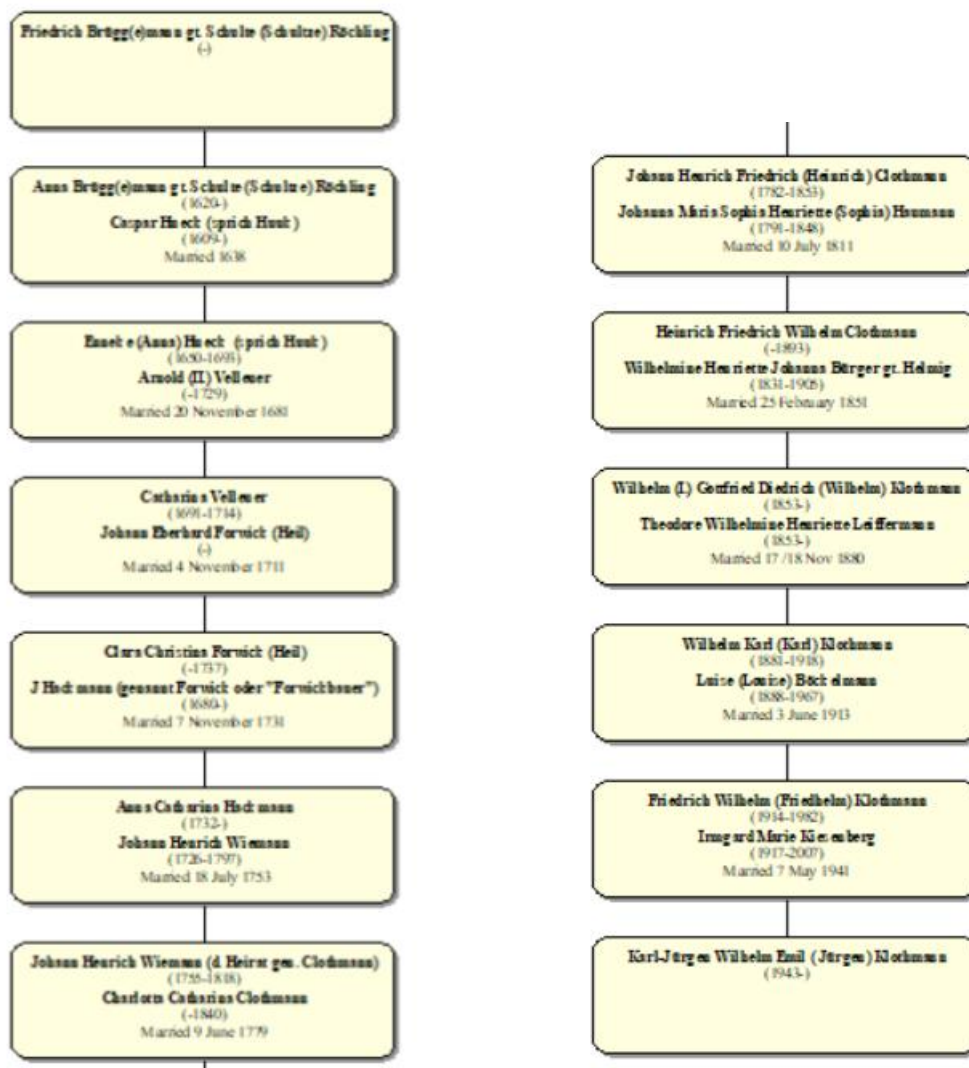 Friedrich Brügg(e)mann gt. Schulte (Schultze) Röchling
(-)
Anna Brügg(e)mann gt. Schulte (Schultze) Röchling
(1620-)
Caspar Hueck (sprich Huuk)
(1609-)
Married 1638
Enneke (Anna) Hueck (sprich Huuk)
(1650-1693)
Arnold (II.) Velleuer
(-1729)
Married 20 November 1681
Catharina Velleuer
(1691-1714)
Johann Eberhard Forwick (Heil)
(-)
Married 4 November 1711
Clara Christina Forwick (Heil)
(-1737)
J Hockmann (genannt Forwick oder "Forwickbauer")
(1680-)
Married 7 November 1731
Anna Catharina Hockmann
(1732-)
Johann Henrich Wiemann
(1726-1797)
Married 18 July 1753
Johann Henrich Wiemann (d. Heirat gen. Clothmann)
(1755-1818)
Charlotta Catharina Clothmann
(-1840)
Married 9 June 1779
Johann Henrich Friedrich (Heinrich) Clothmann
(1782-1853)
Johanna Maria Sophia Henriette (Sophia) Haumann
(1791-1848)
Married 10 July 1811
Heinrich Friedrich Wilhelm Clothmann
(-1893)
Wilhelmine Henriette Johanna Bürger gt. Helmig
(1831-1905)
Married 25 February 1851
Wilhelm (I.) Gottfried Diedrich (Wilhelm) Klothmann
(1853-)
Theodore Wilhelmine Henriette Leiffermann
(1853-)
Married 17 /18 Nov 1880
Wilhelm Karl (Karl) Klothmann
(1881-1918)
Luise (Louise) Böckelmann
(1888-1967)
Married 3 June 1913
Friedrich Wilhelm (Friedhelm) Klothmann
(1914-1982)
Irmgard Marie Kiesenberg
(1917-2007)
Married 7 May 1941
Karl-Jürgen Wilhelm Emil (Jürgen) Klothmann
(1943-)